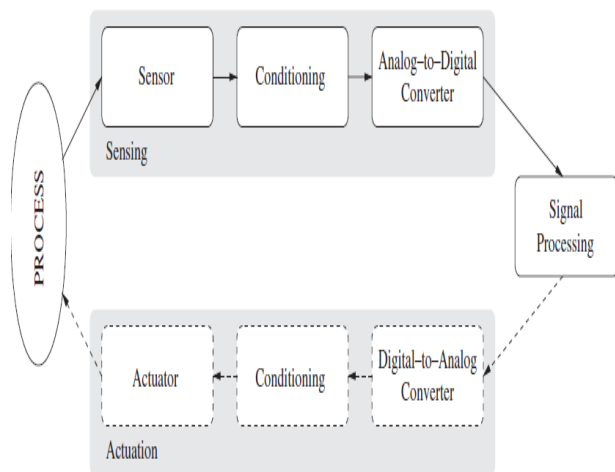 Sensor
Conditioning
Analog–to–Digital
Converter
Sensing
PROCESS
Signal
Processing
Actuator
Conditioning
Digital–to–Analog
Converter
Actuation